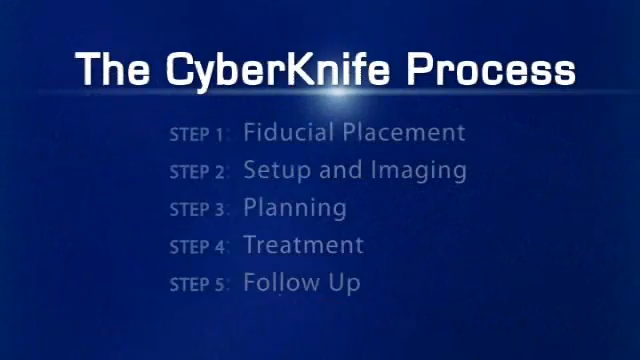 The CyberKnife Process
STEP 1: Fiducial Placement
STEP 2: Setup and Imaging
STEP 3: Planning
STEP 4: Treatment
STEP 5: Follow Up